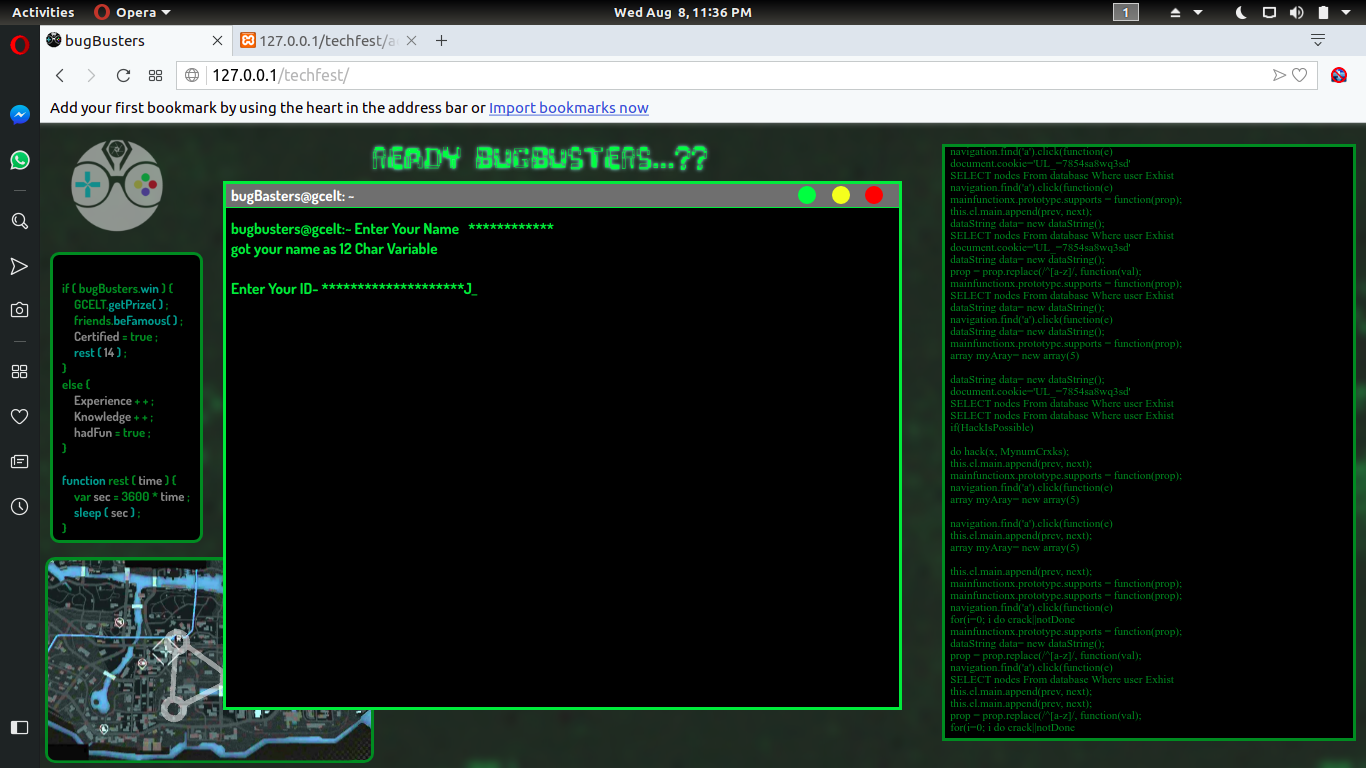 Activities Opera Wed Aug 8, 11:36 PM 1
bugBusters 127.0.0.1/techfest/a
127.0.0.1/techfest/
Add your first bookmark by using the heart in the address bar or Import bookmarks now
READY BUGBUSTERS...??
bugBasters@gcelt: ~
bugbusters@gcelt:~ Enter Your Name ************
got your name as 12 Char Variable
Enter Your ID~ ********************J_
if ( bugBusters.win ) {
GCELT.getPrize( ) ;
friends.beFamous( ) ;
Certified = true ;
rest ( 14 ) ;
}
else {
Experience + + ;
Knowledge + + ;
hadFun = true ;
}
function rest ( time ) {
var sec = 3600 * time ;
sleep ( sec ) ;
}
navigation.find('a').click(function(e)
document.cookie='UL_=7854sa8wq3sd'
SELECT nodes From database Where user Exhist
navigation.find('a').click(function(e)
mainfunctionx.prototype.supports = function(prop);
this.el.main.append(prev, next);
dataString data= new dataString();
SELECT nodes From database Where user Exhist
document.cookie='UL_=7854sa8wq3sd'
dataString data= new dataString();
prop = prop.replace(/^[a-z]/, function(val);
mainfunctionx.prototype.supports = function(prop);
SELECT nodes From database Where user Exhist
dataString data= new dataString();
navigation.find('a').click(function(e)
dataString data= new dataString();
mainfunctionx.prototype.supports = function(prop);
array myAray= new array(5)
dataString data= new dataString();
document.cookie='UL_=7854sa8wq3sd'
SELECT nodes From database Where user Exhist
SELECT nodes From database Where user Exhist
if(HackIsPossible)
do hack(x, MynumCrxks);
this.el.main.append(prev, next);
mainfunctionx.prototype.supports = function(prop);
navigation.find('a').click(function(e)
array myAray= new array(5)
navigation.find('a').click(function(e)
this.el.main.append(prev, next);
array myAray= new array(5)
this.el.main.append(prev, next);
mainfunctionx.prototype.supports = function(prop);
mainfunctionx.prototype.supports = function(prop);
navigation.find('a').click(function(e)
for(i=0; i do crack||notDone
mainfunctionx.prototype.supports = function(prop);
dataString data= new dataString();
prop = prop.replace(/^[a-z]/, function(val);
navigation.find('a').click(function(e)
SELECT nodes From database Where user Exhist
this.el.main.append(prev, next);
this.el.main.append(prev, next);
prop = prop.replace(/^[a-z]/, function(val);
for(i=0; i do crack||notDone